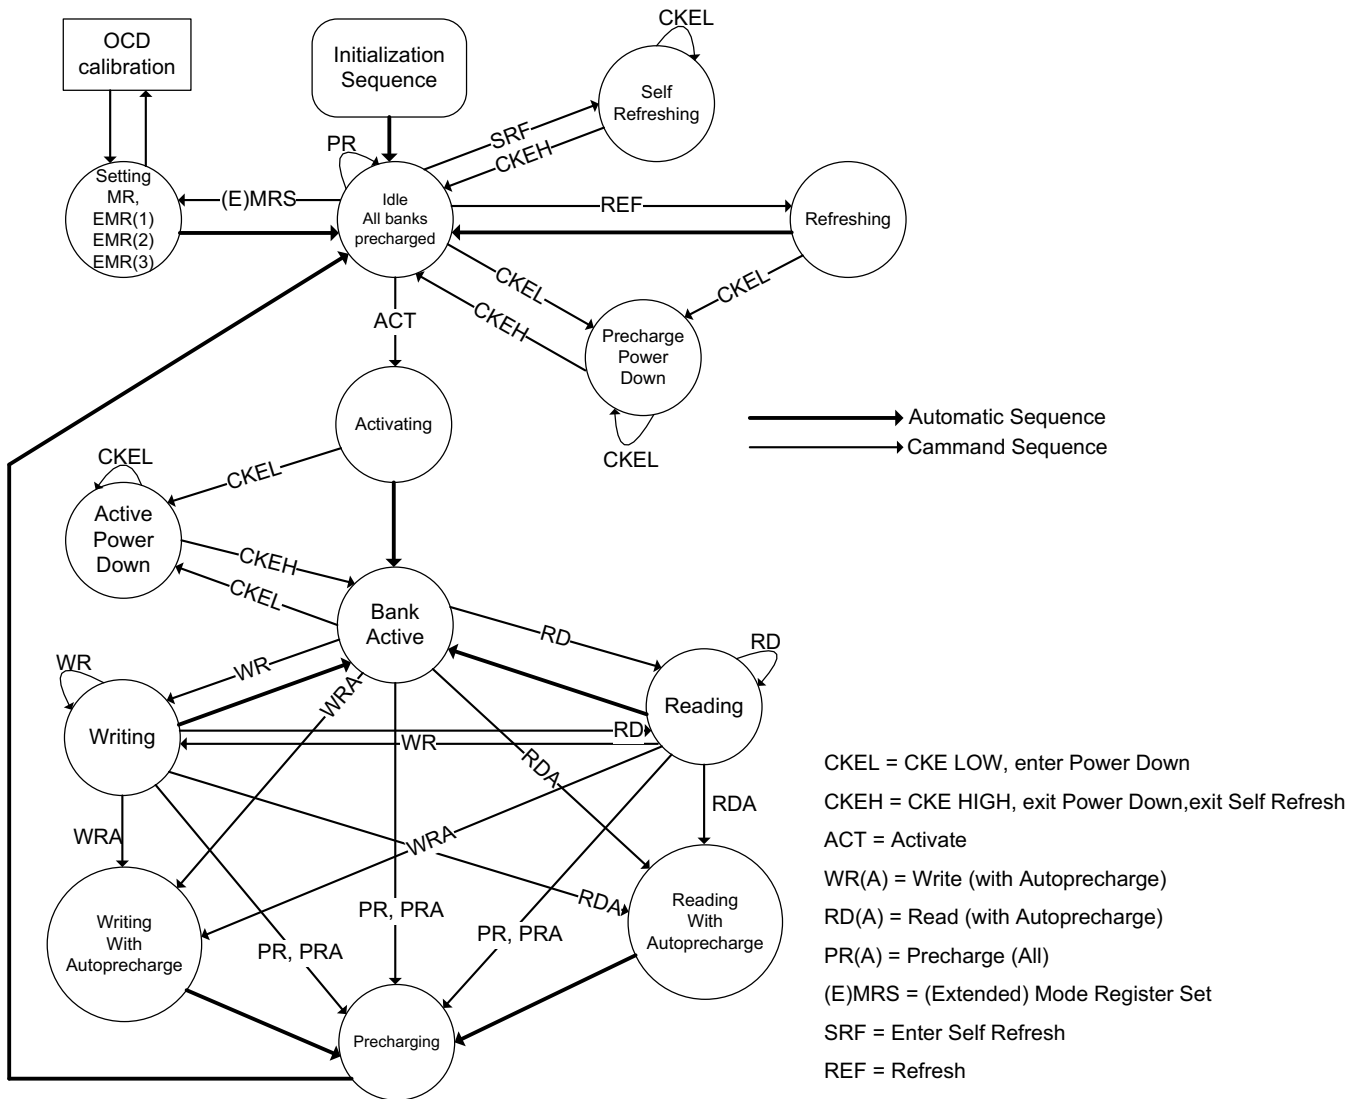 OCD
calibration
Initialization
Sequence
CKEL
Self
Refreshing
SRF
CKEH
PR
Setting
MR,
EMR(1)
EMR(2)
EMR(3)
(E)MRS
Idle
All banks
precharged
REF
Refreshing
CKEL
CKEH
CKEL
ACT
Precharge
Power
Down
CKEL
Activating
Automatic Sequence
Cammand Sequence
CKEL
CKEL
Active
Power
Down
CKEH
CKEL
Bank
Active
RD
RD
WR
WR
WRA
Reading
Writing
RD
WR
RDA
RDA
WRA
WRA
RDA
PR, PRA
PR, PRA
PR, PRA
Writing
With
Autoprecharge
Reading
With
Autoprecharge
Precharging
CKEL = CKE LOW, enter Power Down
CKEH = CKE HIGH, exit Power Down,exit Self Refresh
ACT = Activate
WR(A) = Write (with Autoprecharge)
RD(A) = Read (with Autoprecharge)
PR(A) = Precharge (All)
(E)MRS = (Extended) Mode Register Set
SRF = Enter Self Refresh
REF = Refresh